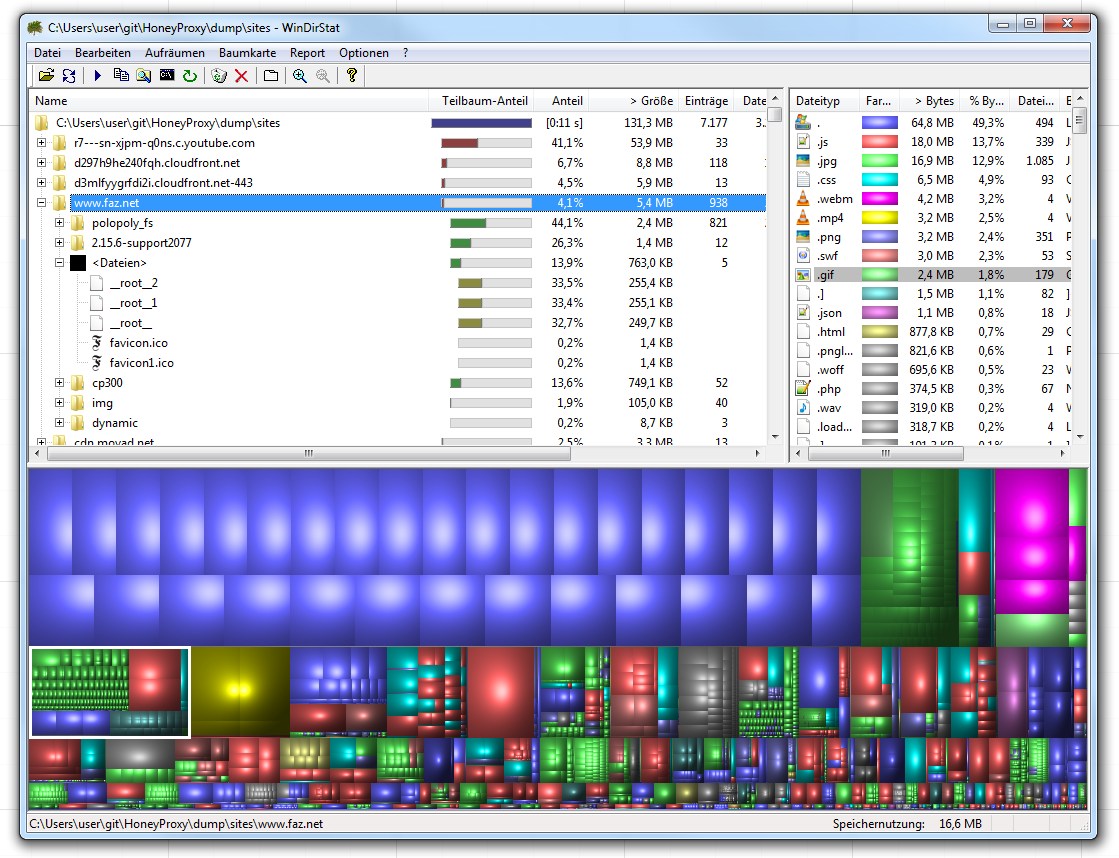 C:\Users\user\git\HoneyProxy\dump\sites - WinDirStat
Datei Bearbeiten Aufräumen Baumkarte Report Optionen ?
Name Teilbaum-Anteil Anteil > Größe Einträge Date
C:\Users\user\git\HoneyProxy\dump\sites [0:11 s] 131,3 MB 7.177 3..
r7---sn-xjpm-q0ns.c.youtube.com 41,1% 53,9 MB 33
d297h9he240fqh.cloudfront.net 6,7% 8,8 MB 118
d3mlfyygrfdi2i.cloudfront.net-443 4,5% 5,9 MB 13
www.faz.net 4,1% 5,4 MB 938
polopoly_fs 44,1% 2,4 MB 821
2.15.6-support2077 26,3% 1,4 MB 12
<Dateien> 13,9% 763,0 KB 5
__root__2 33,5% 255,4 KB
__root__1 33,4% 255,1 KB
__root__ 32,7% 249,7 KB
favicon.ico 0,2% 1,4 KB
favicon1.ico 0,2% 1,4 KB
cp300 13,6% 749,1 KB 52
img 1,9% 105,0 KB 40
dynamic 0,2% 8,7 KB 3
cdn.moyad.net 2,5% 3,3 MB 13
Dateityp Far... > Bytes % By... Datei... E
. 64,8 MB 49,3% 494 L
.js 18,0 MB 13,7% 339 J
.jpg 16,9 MB 12,9% 1.085 J
.css 6,5 MB 4,9% 93 C
.webm 4,2 MB 3,2% 4 V
.mp4 3,2 MB 2,5% 4 V
.png 3,2 MB 2,4% 351 P
.swf 3,0 MB 2,3% 53 S
.gif 2,4 MB 1,8% 179 G
.] 1,5 MB 1,1% 82 ]
.json 1,1 MB 0,8% 18 J
.html 877,8 KB 0,7% 29 C
.pngl... 821,6 KB 0,6% 1 P
.woff 695,6 KB 0,5% 23 V
.php 374,5 KB 0,3% 67 N
.wav 319,0 KB 0,2% 4 V
.load... 318,7 KB 0,2% 4 L
C:\Users\user\git\HoneyProxy\dump\sites\www.faz.net Speichernutzung: 16,6 MB